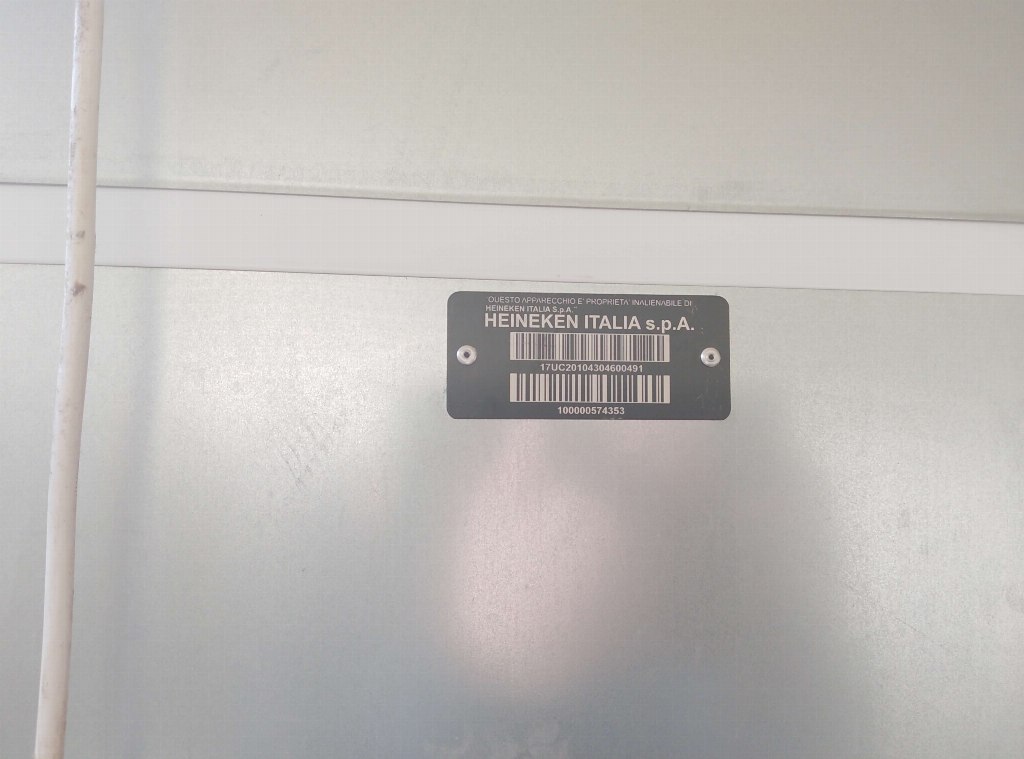 "QUESTO APPARECCHIO E' PROPRIETA' INALIENABILE DI
HEINEKEN ITALIA S.p.A."
HEINEKEN ITALIA s.p.A.
17UC20104304600491
100000574353